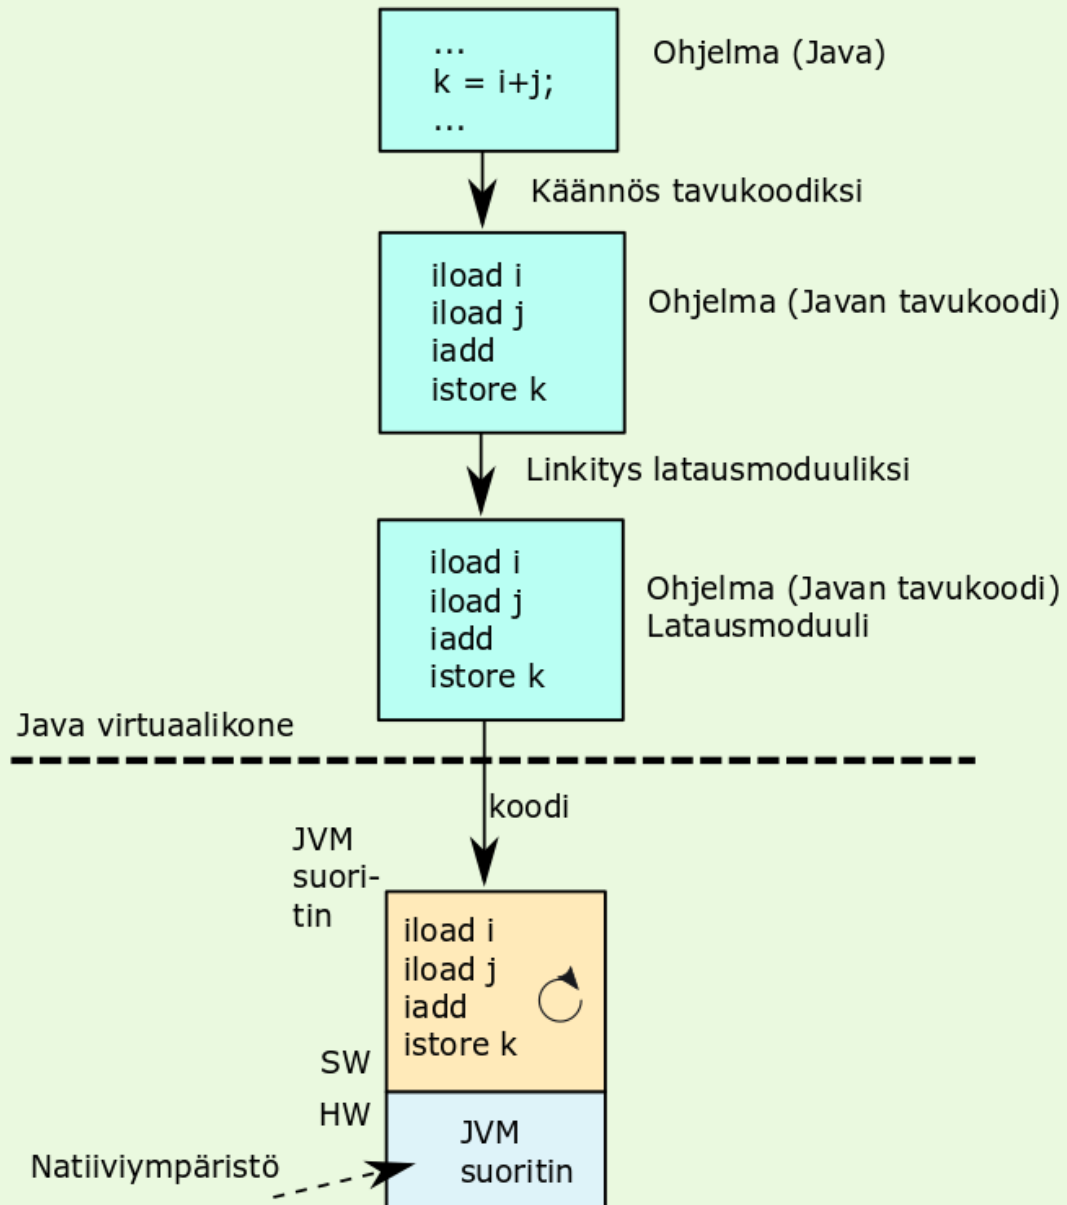 ...
k = i+j;
...
Ohjelma (Java)
Käännös tavukoodiksi
iload i
iload j
iadd
istore k
Ohjelma (Javan tavukoodi)
Linkitys latausmoduuliksi
iload i
iload j
iadd
istore k
Ohjelma (Javan tavukoodi)
Latausmoduuli
Java virtuaalikone
koodi
JVM
suori-
tin
iload i
iload j
iadd
istore k
SW
HW
JVM
suoritin
Natiiviympäristö